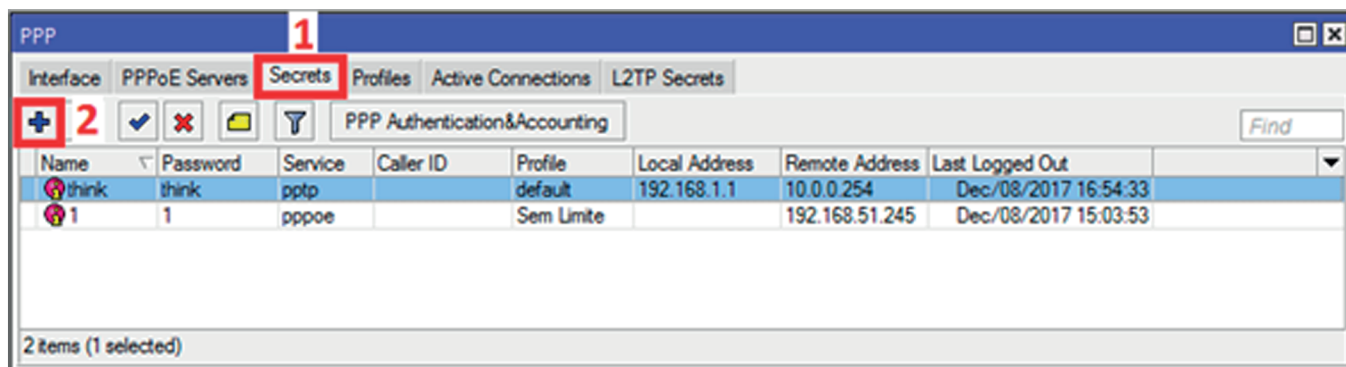 PPP 1
Interface PPPoE Servers Secrets Profiles Active Connections L2TP Secrets
2 PPP Authentication&Accounting Find
Name Password Service Caller ID Profile Local Address Remote Address Last Logged Out
think think pptp default 192.168.1.1 10.0.0.254 Dec/08/2017 16:54:33
1 1 pppoe Sem Limite 192.168.51.245 Dec/08/2017 15:03:53
2 items (1 selected)